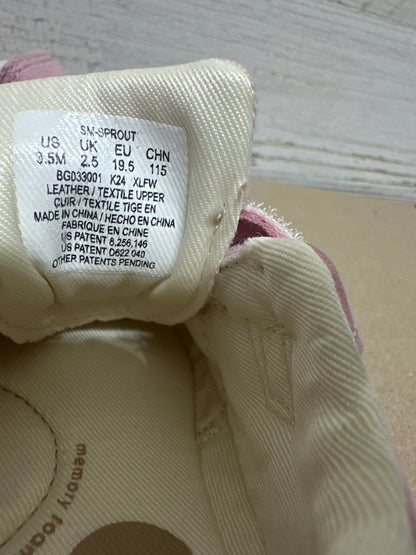 SM-SPROUT
US UK EU CHN
3.5M 2.5 19.5 115
BG033001 K24 XLFW
LEATHER / TEXTILE UPPER
CUIR / TEXTILE TIGE EN
MADE IN CHINA / HECHO EN CHINA
FABRIQUE EN CHINE
US PATENT 8,256,146
US PATENT D622 040
OTHER PATENTS PENDING
memory foam